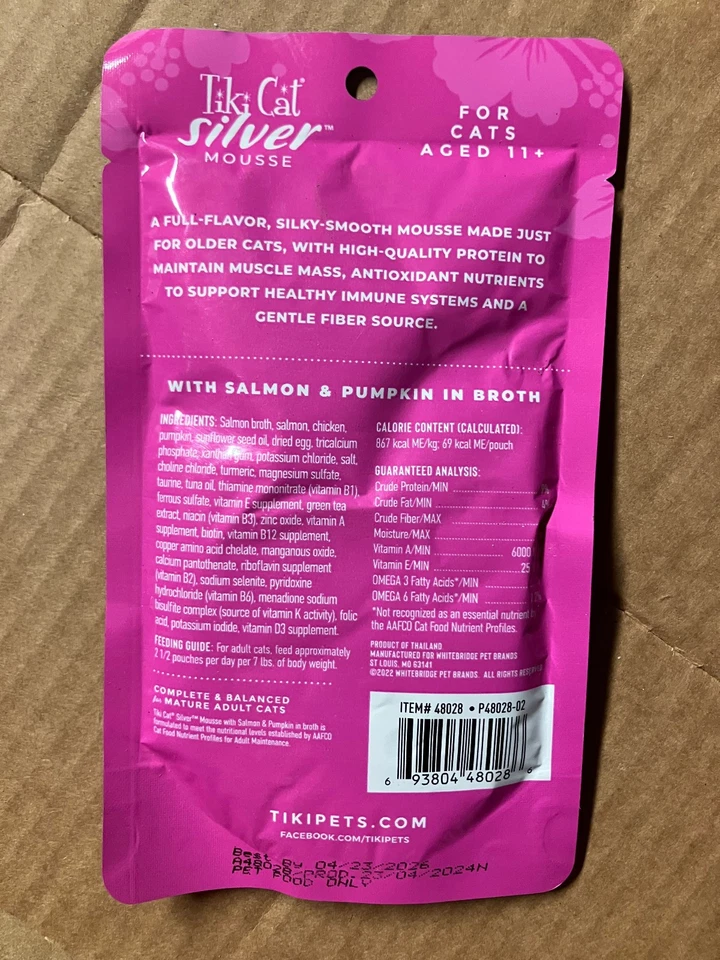 Tiki Cat
Silver™
MOUSSE
FOR
CATS
AGED 11+
A FULL-FLAVOR, SILKY-SMOOTH MOUSSE MADE JUST
FOR OLDER CATS, WITH HIGH-QUALITY PROTEIN TO
MAINTAIN MUSCLE MASS, ANTIOXIDANT NUTRIENTS
TO SUPPORT HEALTHY IMMUNE SYSTEMS AND A
GENTLE FIBER SOURCE.
WITH SALMON & PUMPKIN IN BROTH
INGREDIENTS: Salmon broth, salmon, chicken,
pumpkin, sunflower seed oil, dried egg, tricalcium
phosphate, xanthan gum, potassium chloride, salt,
choline chloride, turmeric, magnesium sulfate,
taurine, tuna oil, thiamine mononitrate (vitamin B1),
ferrous sulfate, vitamin E supplement, green tea
extract, niacin (vitamin B3), zinc oxide, vitamin A
supplement, biotin, vitamin B12 supplement,
copper amino acid chelate, manganous oxide,
calcium pantothenate, riboflavin supplement
(vitamin B2), sodium selenite, pyridoxine
hydrochloride (vitamin B6), menadione sodium
bisulfite complex (source of vitamin K activity), folic
acid, potassium iodide, vitamin D3 supplement.
FEEDING GUIDE: For adult cats, feed approximately
2 1/2 pouches per day per 7 lbs. of body weight.
COMPLETE & BALANCED
for MATURE ADULT CATS
Tiki Cat® Silver™ Mousse with Salmon & Pumpkin in broth is
formulated to meet the nutritional levels established by AAFCO
Cat Food Nutrient Profiles for Adult Maintenance.
CALORIE CONTENT (CALCULATED):
867 kcal ME/kg; 69 kcal ME/pouch
GUARANTEED ANALYSIS:
Crude Protein/MIN
Crude Fat/MIN
Crude Fiber/MAX
Moisture/MAX
Vitamin A/MIN 6000
Vitamin E/MIN 25
OMEGA 3 Fatty Acids*/MIN
OMEGA 6 Fatty Acids*/MIN
*Not recognized as an essential nutrient by
the AAFCO Cat Food Nutrient Profiles.
PRODUCT OF THAILAND
MANUFACTURED FOR WHITEBRIDGE PET BRANDS
ST LOUIS, MO 63141
©2022 WHITEBRIDGE PET BRANDS. ALL RIGHTS RESERVED
ITEM# 48028 • P48028-02
6 93804 48028 6
TIKIPETS.COM
FACEBOOK.COM/TIKIPETS
Best BY 04/23/2026
PROD. 23/04/2024N
PET FOOD ONLY